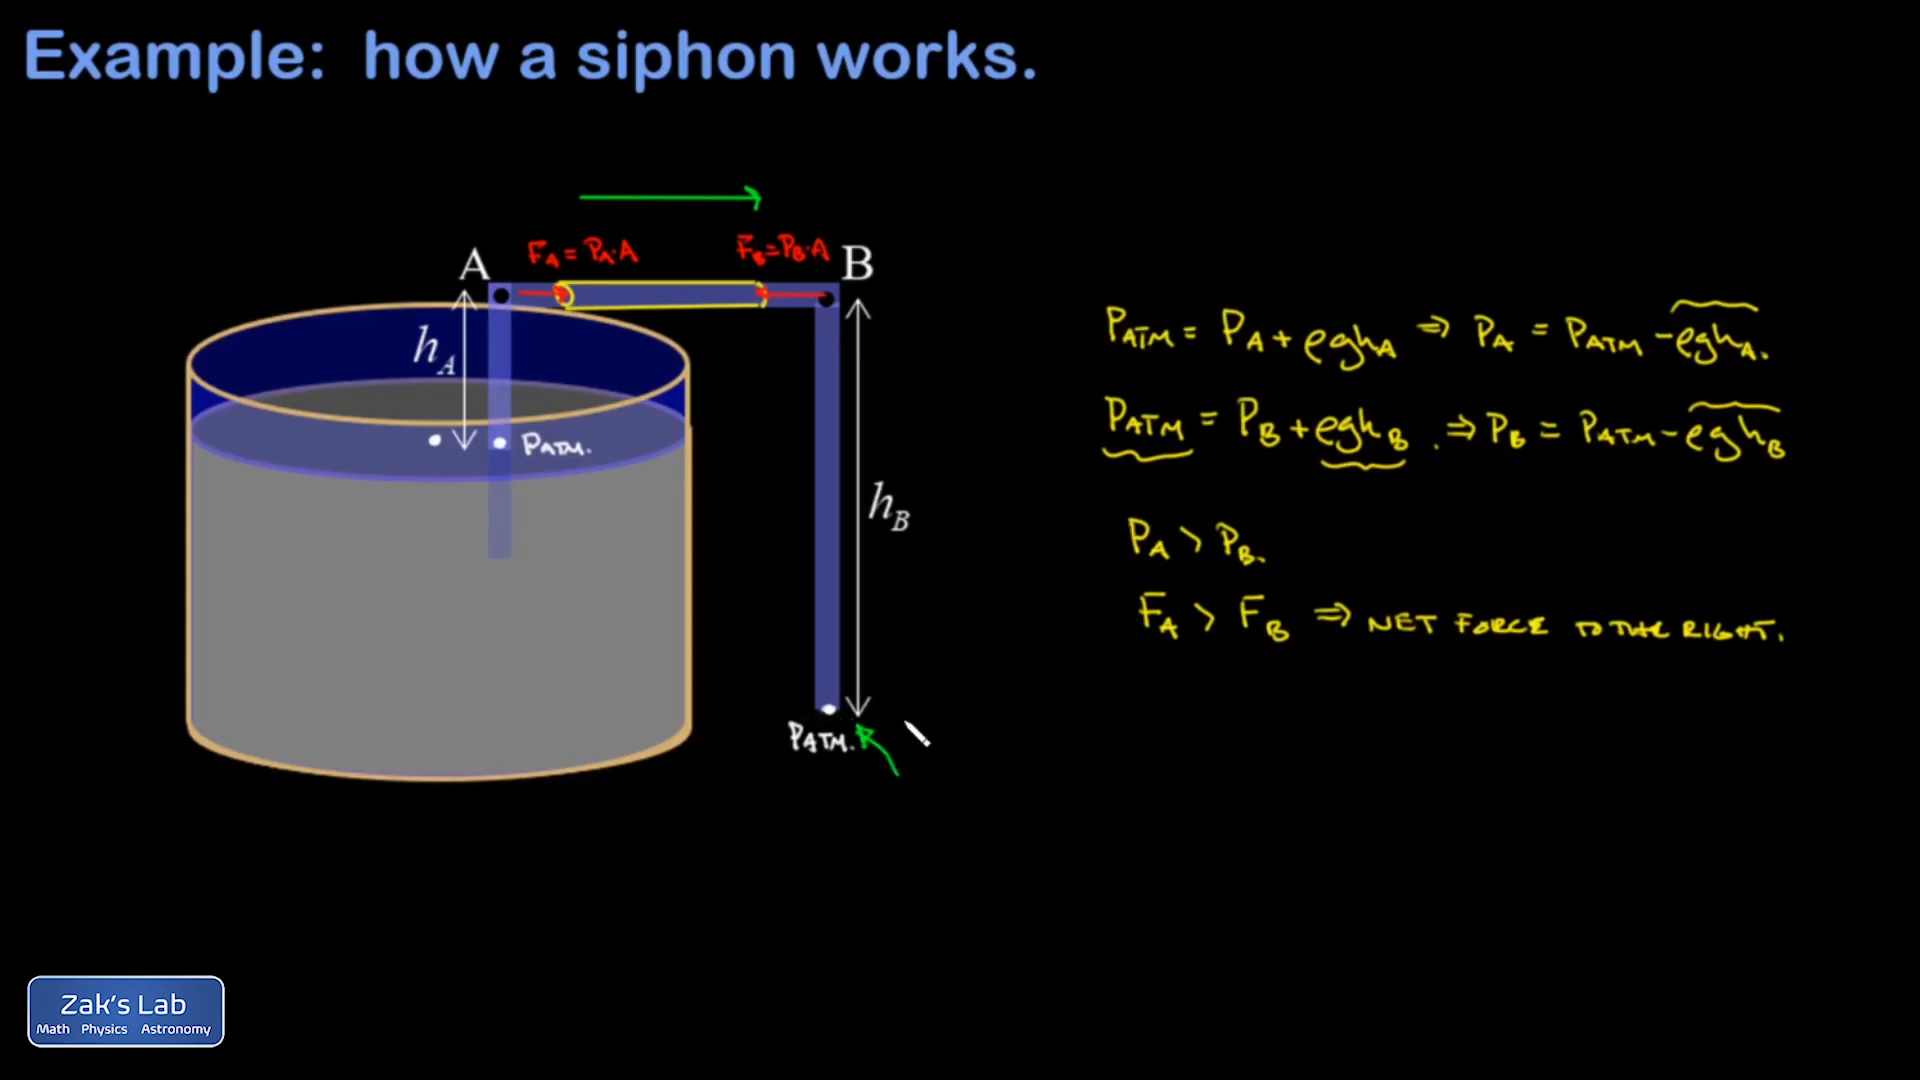 Example: how a siphon works.
F_A = P_A·A
F_B = P_B·A
A
B
h_A
P_ATM.
h_B
P_ATM.
P_ATM = P_A + ρgh_A ⇒ P_A = P_ATM - ρgh_A.
P_ATM = P_B + ρgh_B. ⇒ P_B = P_ATM - ρgh_B
P_A > P_B.
F_A > F_B ⇒ NET FORCE TO THE RIGHT.
Zak's Lab
Math Physics Astronomy